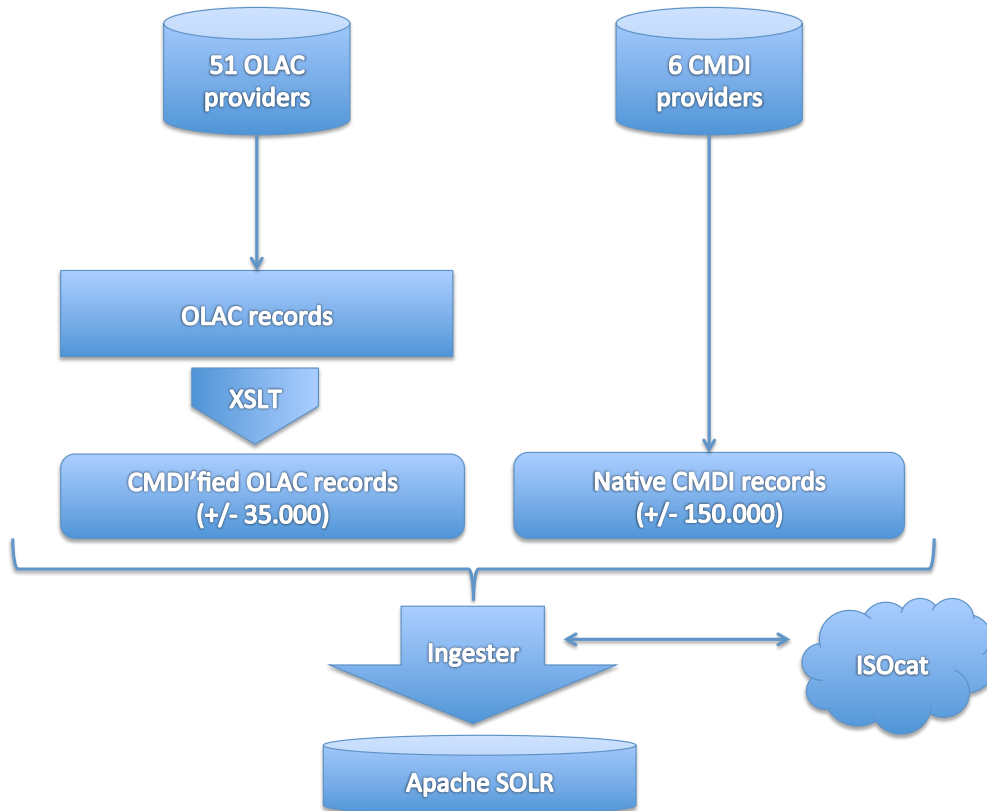 51 OLAC
providers
6 CMDI
providers
OLAC records
XSLT
CMDI'fied OLAC records
(+/- 35.000)
Native CMDI records
(+/- 150.000)
Ingester
ISOcat
Apache SOLR